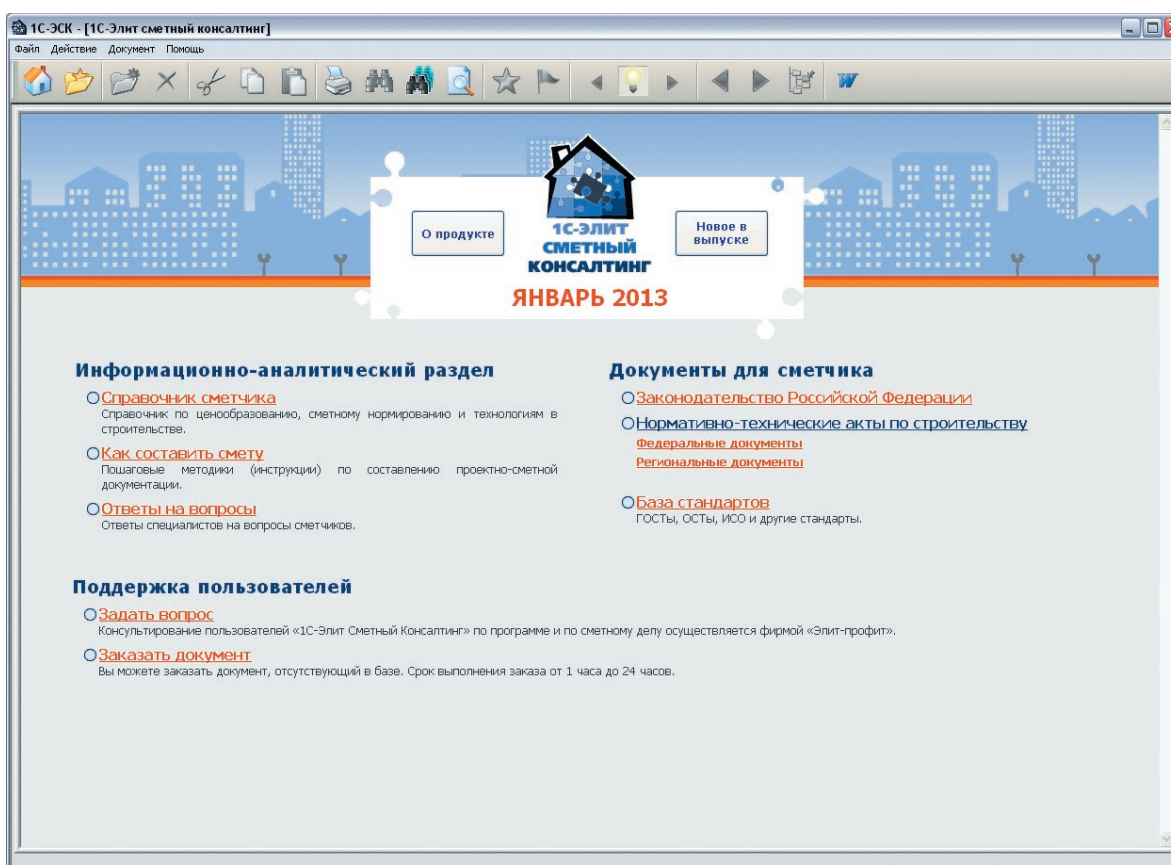 1С-ЭСК - [1С-Элит сметный консалтинг]
Файл Действие Документ Помощь
W
О продукте
1С-ЭЛИТ
СМЕТНЫЙ
КОНСАЛТИНГ
Новое в
выпуске
ЯНВАРЬ 2013
Информационно-аналитический раздел
Справочник сметчика
Справочник по ценообразованию, сметному нормированию и технологиям в
строительстве.
Как составить смету
Пошаговые методики (инструкции) по составлению проектно-сметной
документации.
Ответы на вопросы
Ответы специалистов на вопросы сметчиков.
Документы для сметчика
Законодательство Российской Федерации
Нормативно-технические акты по строительству
Федеральные документы
Региональные документы
База стандартов
ГОСТы, ОСТы, ИСО и другие стандарты.
Поддержка пользователей
Задать вопрос
Консультирование пользователей «1С-Элит Сметный Консалтинг» по программе и по сметному делу осуществляется фирмой «Элит-профит».
Заказать документ
Вы можете заказать документ, отсутствующий в базе. Срок выполнения заказа от 1 часа до 24 часов.